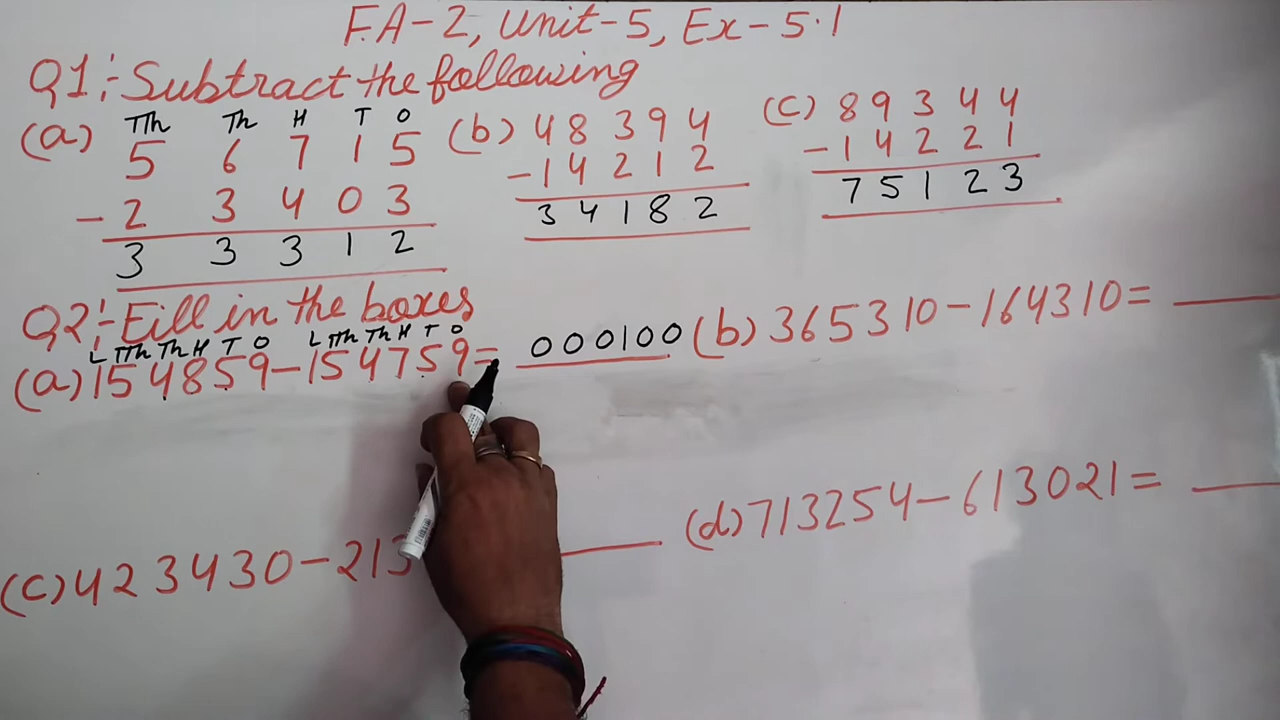 F.A-2, Unit-5, Ex-5.1
Q1:- Subtract the following
(a) TTh Th H T O
5 6 7 1 5
- 2 3 4 0 3
3 3 3 1 2
(b) 4 8 3 9 4
- 1 4 2 1 2
3 4 1 8 2
(c) 8 9 3 4 4
- 1 4 2 2 1
7 5 1 2 3
Q2:- Fill in the boxes
L TTh Th H T O L TTh Th H T O
(a) 154859 - 154759 = 000100
(b) 365310 - 164310 =
(c) 423430 - 213
(d) 713254 - 613021 =